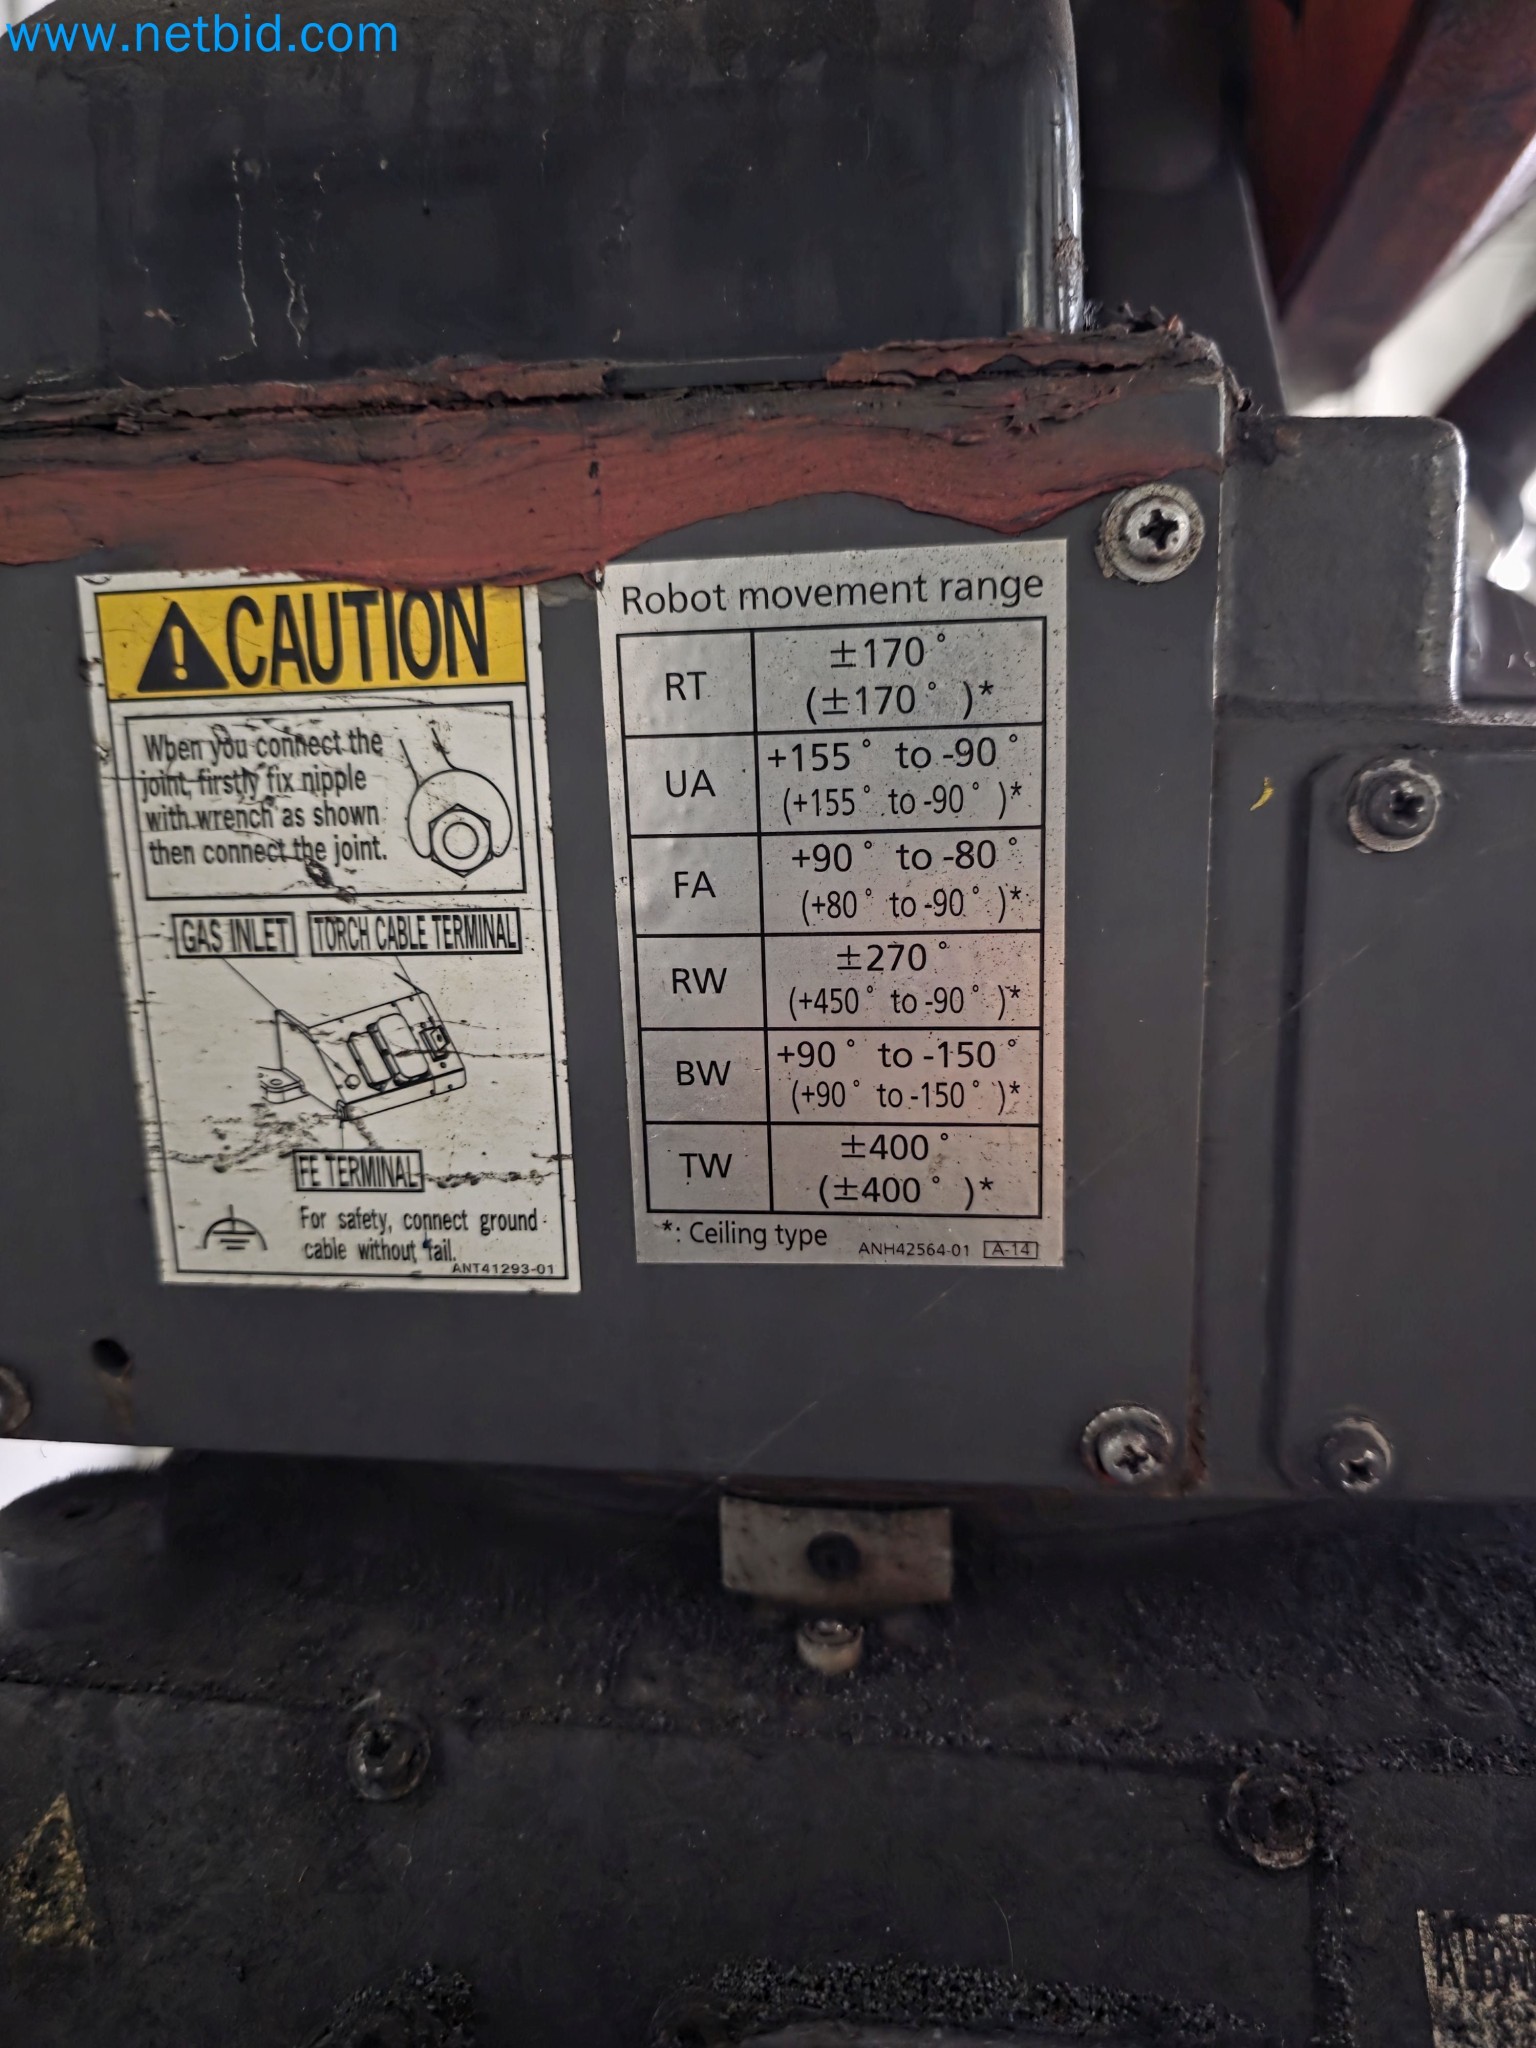 www.netbid.com
CAUTION
When you connect the
joint, firstly fix nipple
with wrench as shown
then connect the joint.
GAS INLET TORCH CABLE TERMINAL
FE TERMINAL
For safety, connect ground
cable without fail.
ANT41293-01
Robot movement range
RT ±170°
(±170°)*
UA +155° to -90°
(+155° to -90°)*
FA +90° to -80°
(+80° to -90°)*
RW ±270°
(+450° to -90°)*
BW +90° to -150°
(+90° to -150°)*
TW ±400°
(±400°)*
*: Ceiling type ANH42564-01 A-14